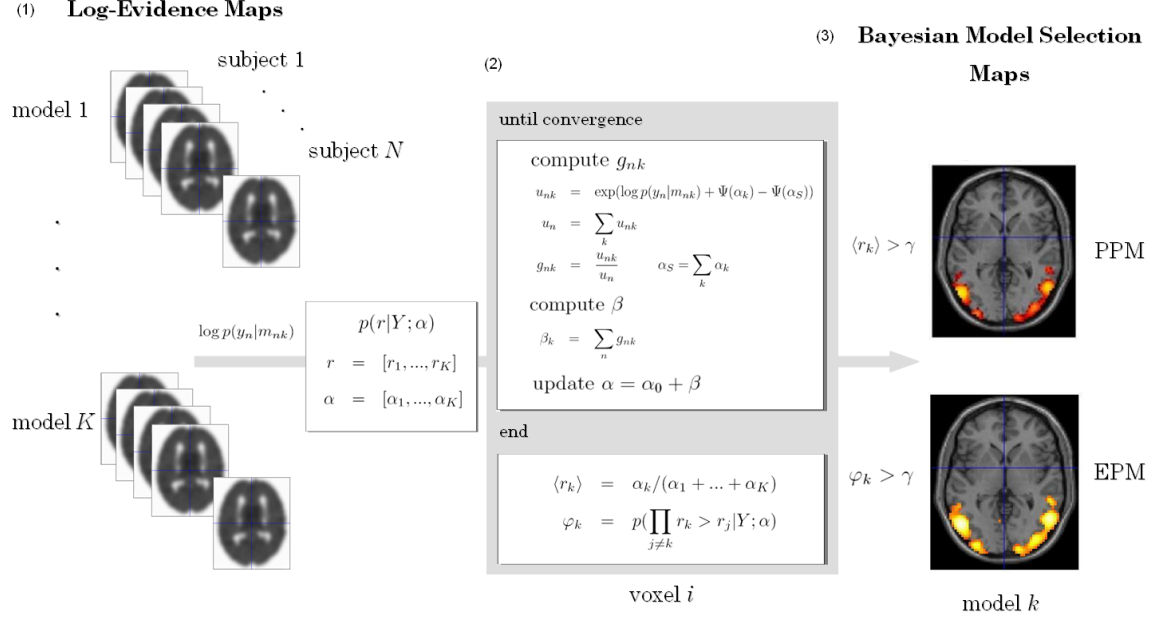 (1) Log-Evidence Maps
subject 1
model 1
subject N
model K
log p(y_n|m_nk)
p(r|Y; α)
r = [r_1, ..., r_K]
α = [α_1, ..., α_K]
(2)
until convergence
compute g_nk
u_nk = exp(log p(y_n|m_nk) + Ψ(α_k) − Ψ(α_S))
u_n = ∑_k u_nk
g_nk = u_nk/u_n α_S = ∑_k α_k
compute β
β_k = ∑_n g_nk
update α = α_0 + β
end
⟨r_k⟩ = α_k/(α_1 + ... + α_K)
φ_k = p(∏_{j≠k} r_k > r_j|Y; α)
voxel i
(3) Bayesian Model Selection
Maps
⟨r_k⟩ > γ PPM
φ_k > γ EPM
model k